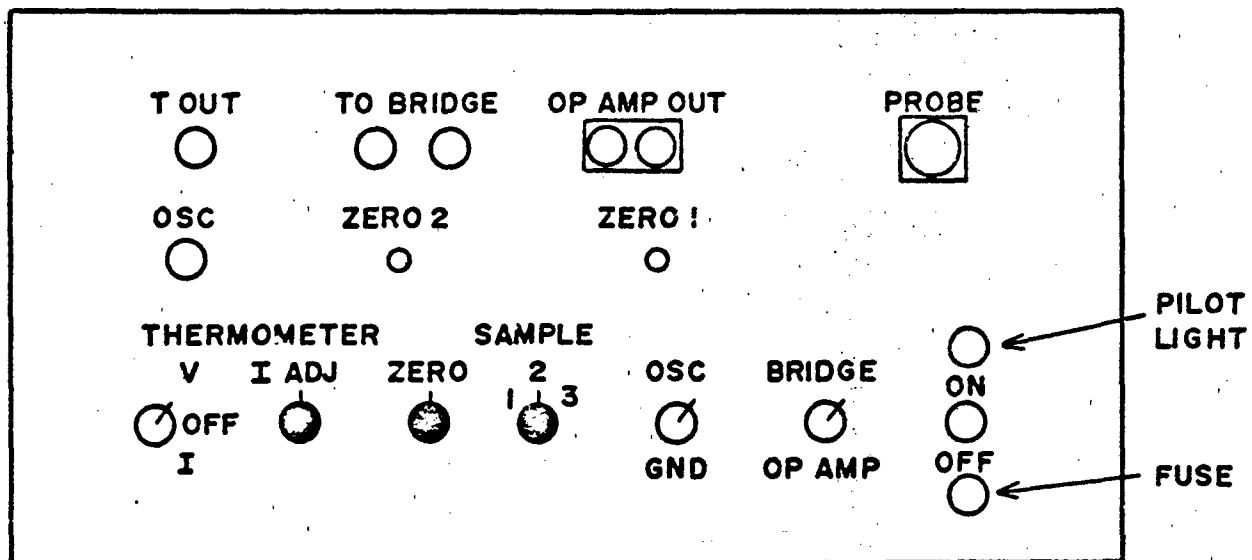 T OUT TO BRIDGE OP AMP OUT PROBE
OSC ZERO 2 ZERO 1
PILOT
LIGHT
THERMOMETER SAMPLE
V I ADJ ZERO 2 OSC BRIDGE ON
1 3
OFF
I GND OP AMP OFF
FUSE